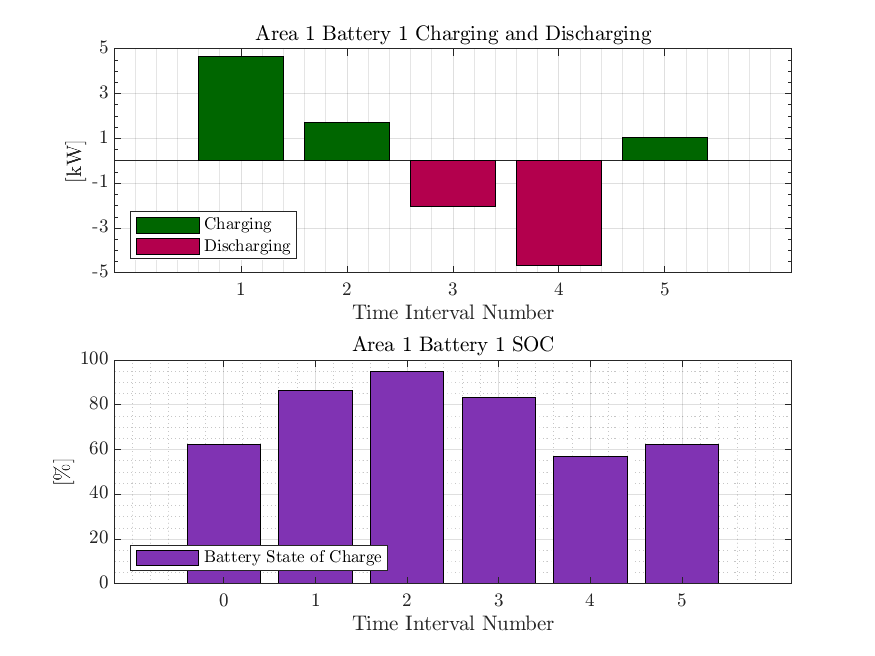 Area 1 Battery 1 Charging and Discharging
5
3
1
-1
-3
-5
[kW]
Charging
Discharging
1 2 3 4 5
Time Interval Number
Area 1 Battery 1 SOC
100
80
60
40
20
0
[%]
Battery State of Charge
0 1 2 3 4 5
Time Interval Number